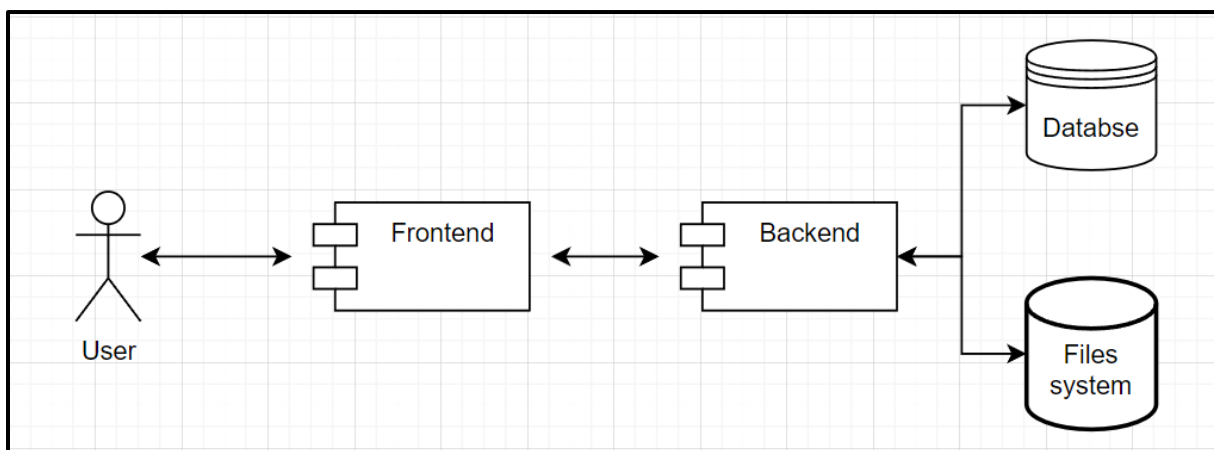 User
Frontend
Backend
Databse
Files
system